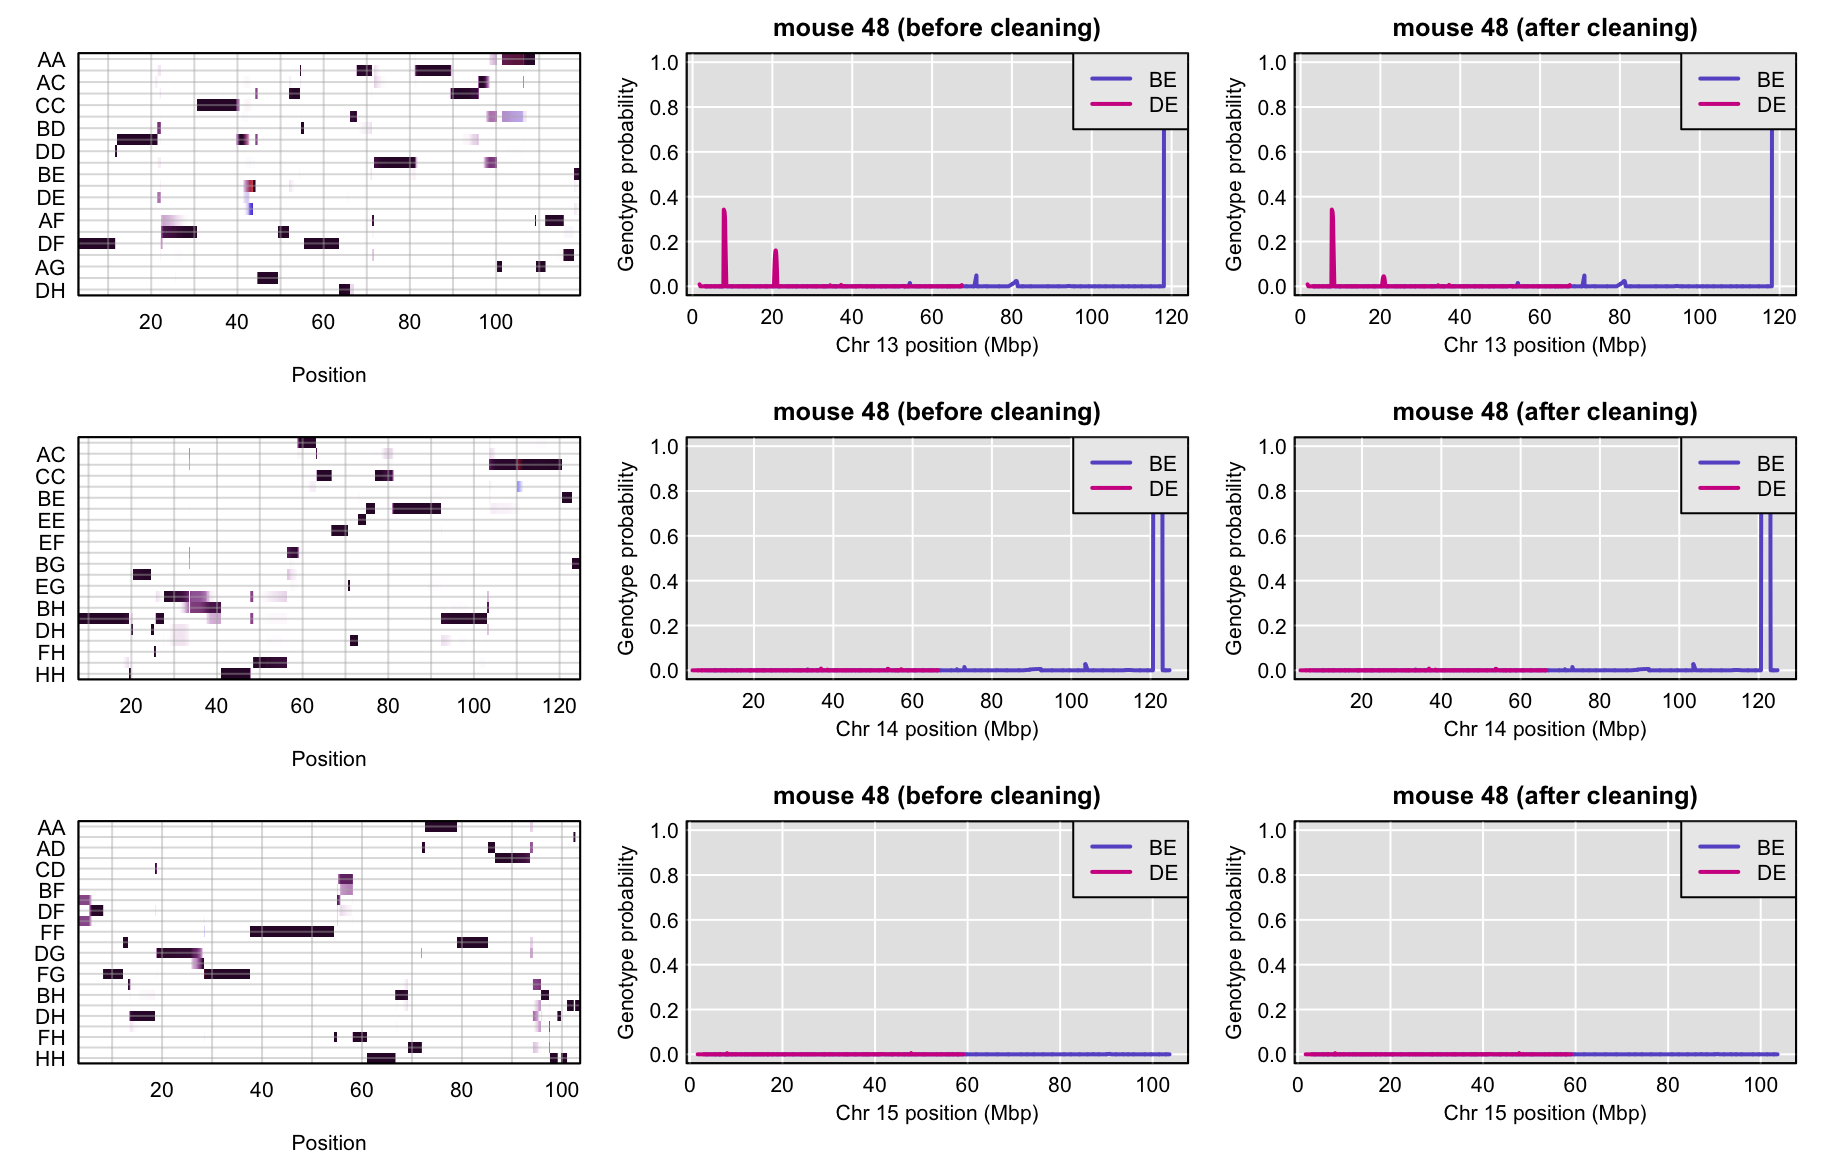 AA
AC
CC
BD
DD
BE
DE
AF
DF
AG
DH
20 40 60 80 100
Position
mouse 48 (before cleaning)
Genotype probability
1.0
0.8
0.6
0.4
0.2
0.0
BE
DE
0 20 40 60 80 100 120
Chr 13 position (Mbp)
mouse 48 (after cleaning)
Genotype probability
1.0
0.8
0.6
0.4
0.2
0.0
BE
DE
0 20 40 60 80 100 120
Chr 13 position (Mbp)
AC
CC
BE
EE
EF
BG
EG
BH
DH
FH
HH
20 40 60 80 100 120
Position
mouse 48 (before cleaning)
Genotype probability
1.0
0.8
0.6
0.4
0.2
0.0
BE
DE
20 40 60 80 100 120
Chr 14 position (Mbp)
mouse 48 (after cleaning)
Genotype probability
1.0
0.8
0.6
0.4
0.2
0.0
BE
DE
20 40 60 80 100 120
Chr 14 position (Mbp)
AA
AD
CD
BF
DF
FF
DG
FG
BH
DH
FH
HH
20 40 60 80 100
Position
mouse 48 (before cleaning)
Genotype probability
1.0
0.8
0.6
0.4
0.2
0.0
BE
DE
0 20 40 60 80 100
Chr 15 position (Mbp)
mouse 48 (after cleaning)
Genotype probability
1.0
0.8
0.6
0.4
0.2
0.0
BE
DE
0 20 40 60 80 100
Chr 15 position (Mbp)